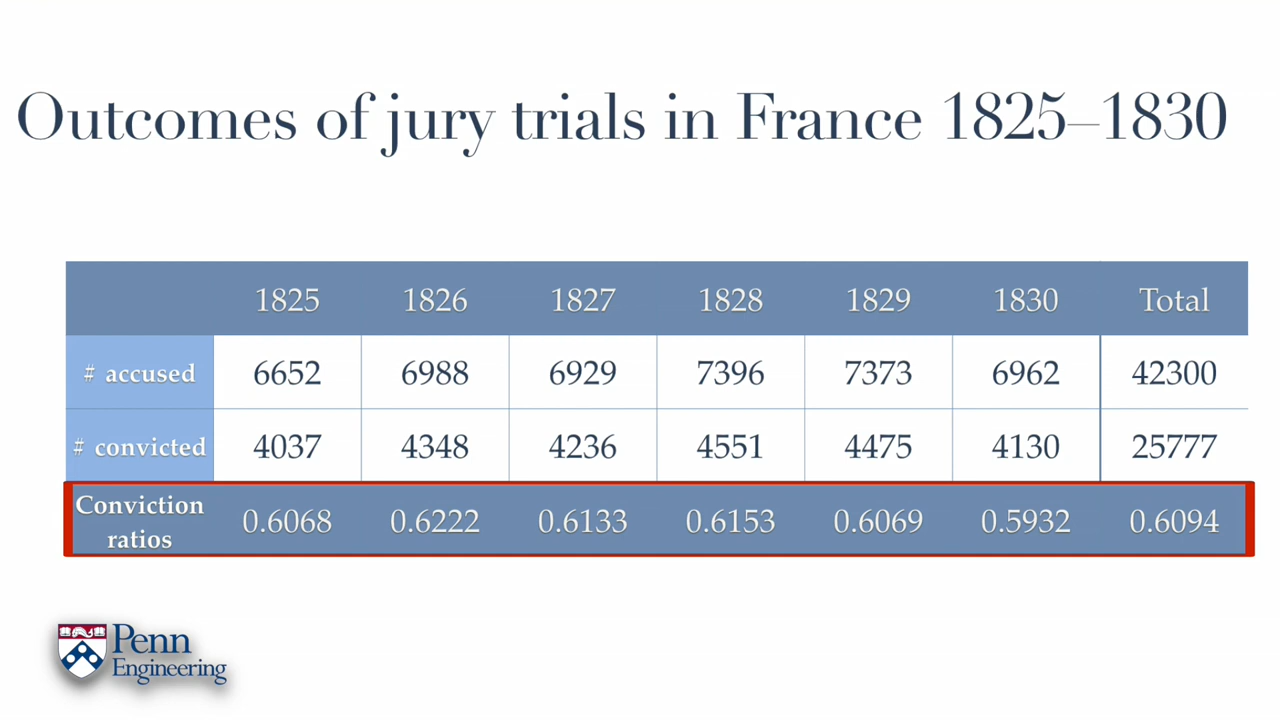 Outcomes of jury trials in France 1825–1830
1825 1826 1827 1828 1829 1830 Total
# accused 6652 6988 6929 7396 7373 6962 42300
# convicted 4037 4348 4236 4551 4475 4130 25777
Conviction
ratios 0.6068 0.6222 0.6133 0.6153 0.6069 0.5932 0.6094
Penn
Engineering